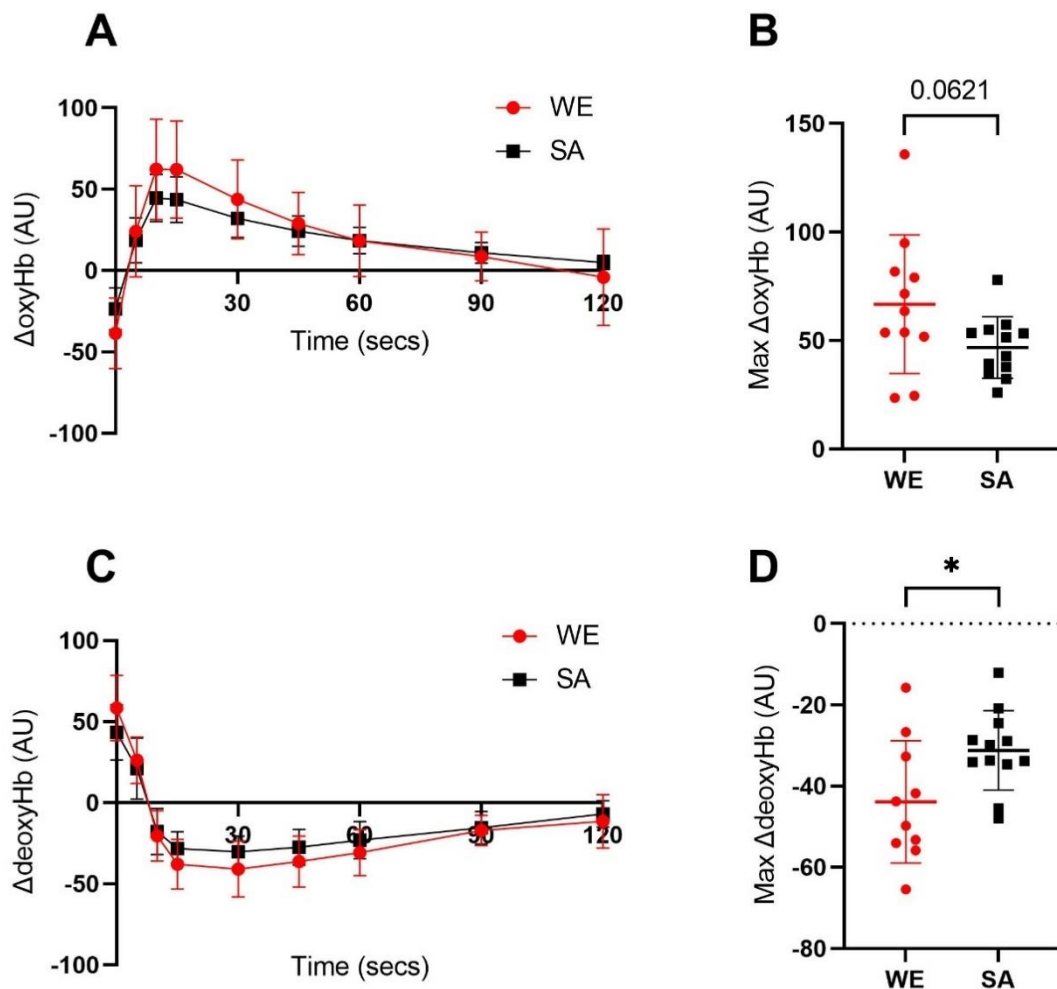 A
WE
SA
100
50
0
-50
-100
30
60
90
120
ΔoxyHb (AU)
Time (secs)
B
0.0621
150
100
50
0
Max ΔoxyHb (AU)
WE
SA
C
WE
SA
100
50
0
-50
-100
30
60
90
120
ΔdeoxyHb (AU)
Time (secs)
D
*
0
-20
-40
-60
-80
Max ΔdeoxyHb (AU)
WE
SA